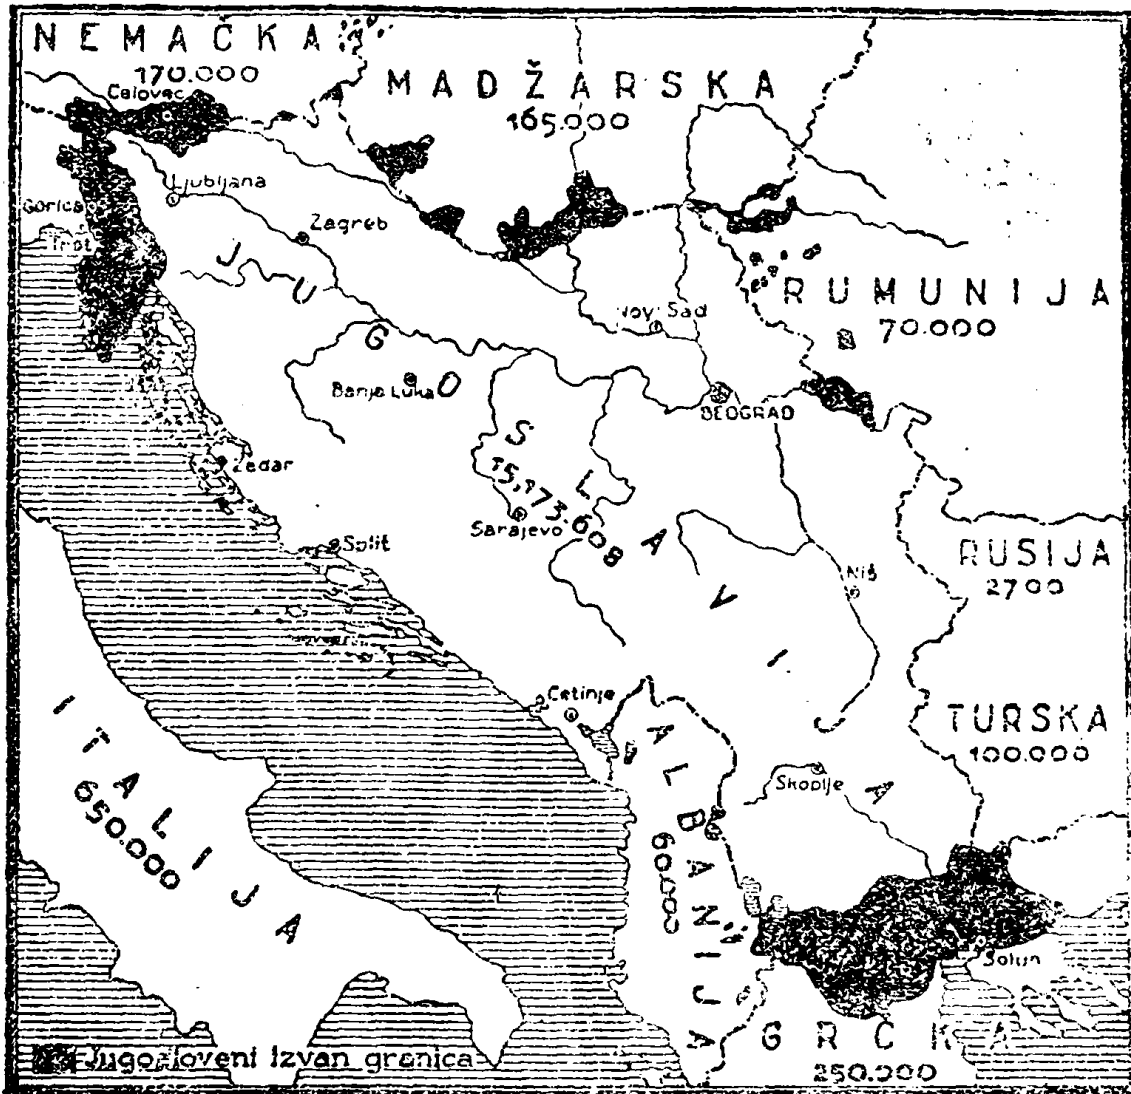 NEMAČKA
170.000
Celovec
MADŽARSKA
165.000
Ljubljana
Gorica
Trst
Zagreb
JUGOSLAVIJA
15,173.608
RUMUNIJA
70.000
Novi Sad
Banja Luka
BEOGRAD
Zadar
Sarajevo
Split
RUSIJA
2700
Niš
Cetinje
TURSKA
100.000
Skoplje
ITALIJA
650.000
ALBANIJA
60.000
Solun
GRČKA
250.000
Jugosloveni izvan granica